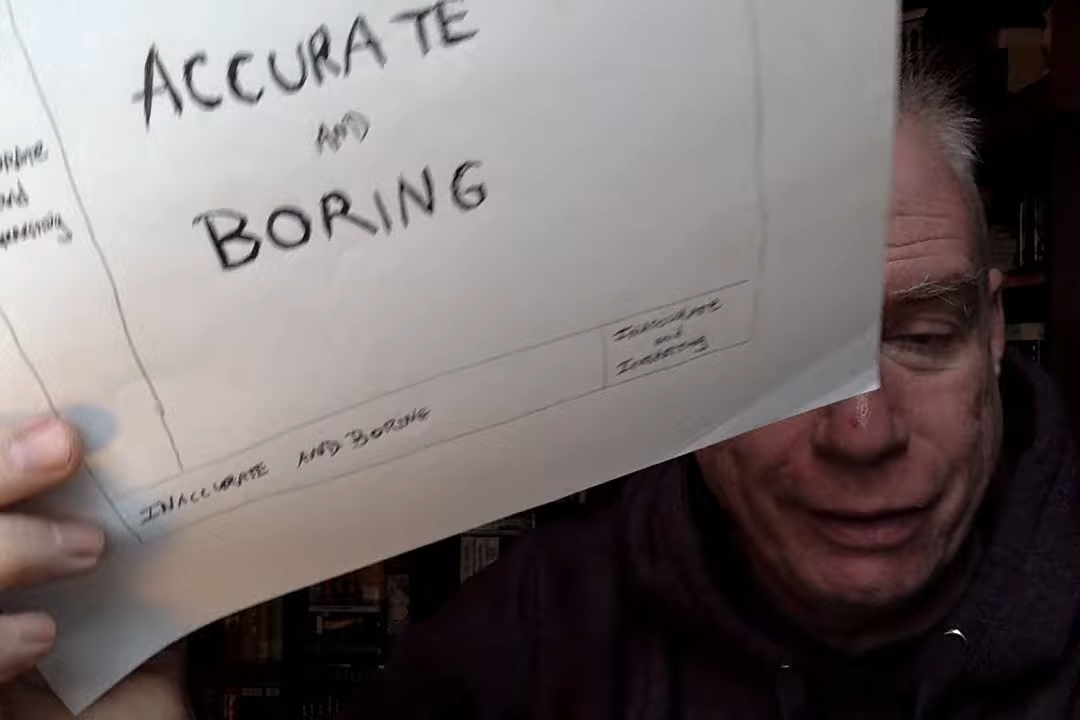 ACCURATE
AND
BORING
INACCURATE
and
Interesting
INACCURATE AND BORING